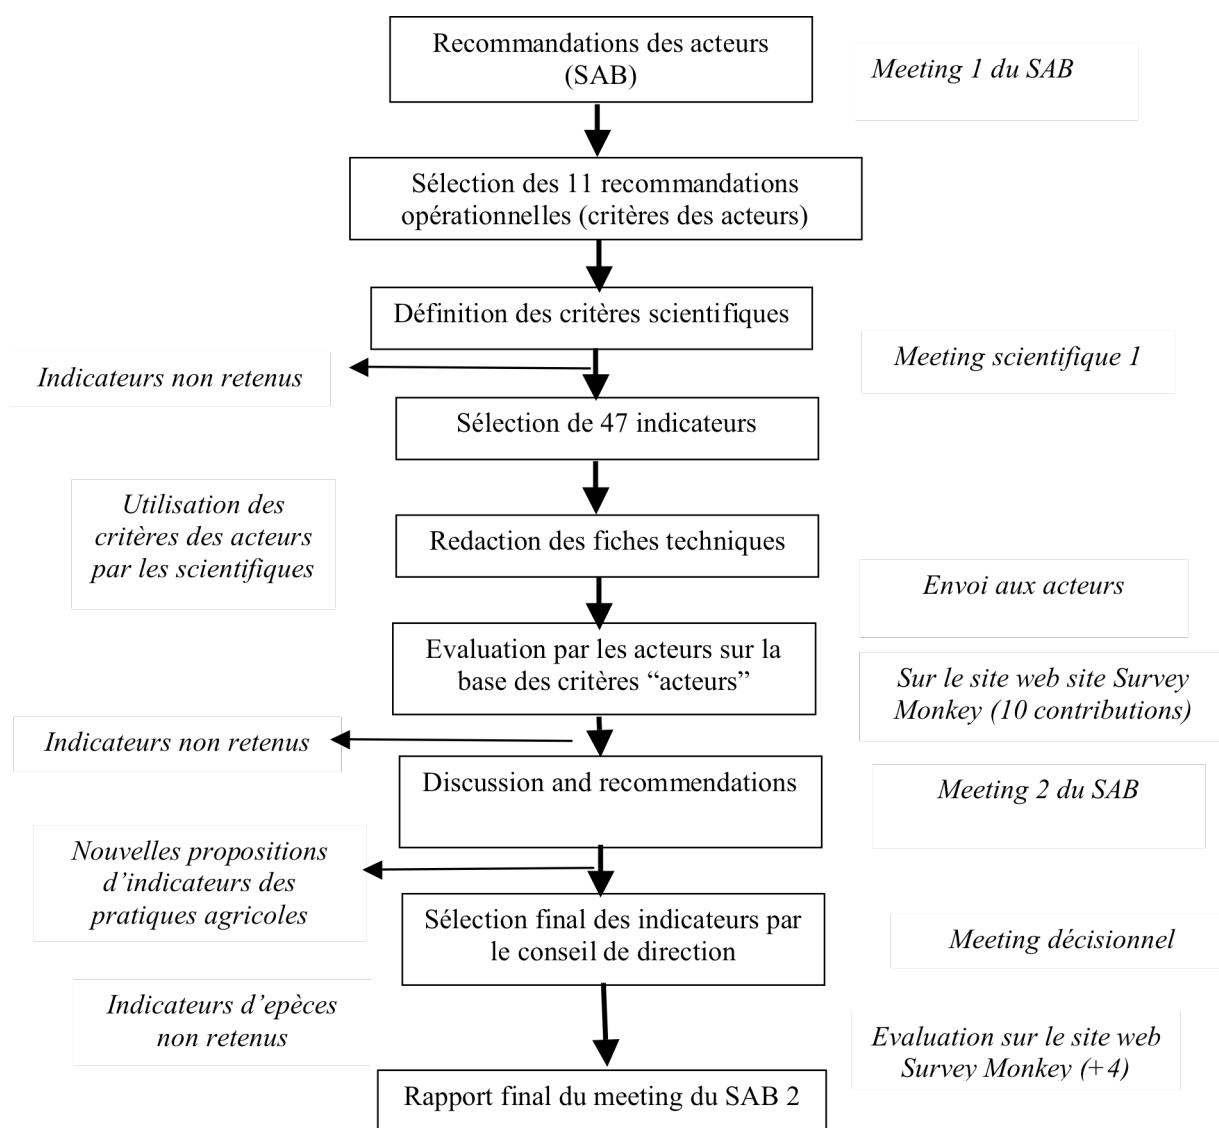 Recommandations des acteurs
(SAB)
Meeting 1 du SAB
Sélection des 11 recommandations
opérationnelles (critères des acteurs)
Définition des critères scientifiques
Meeting scientifique 1
Indicateurs non retenus
Sélection de 47 indicateurs
Utilisation des
critères des acteurs
par les scientifiques
Redaction des fiches techniques
Envoi aux acteurs
Evaluation par les acteurs sur la
base des critères “acteurs”
Sur le site web site Survey
Monkey (10 contributions)
Indicateurs non retenus
Discussion and recommendations
Meeting 2 du SAB
Nouvelles propositions
d’indicateurs des
pratiques agricoles
Sélection final des indicateurs par
le conseil de direction
Meeting décisionnel
Indicateurs d’epèces
non retenus
Evaluation sur le site web
Survey Monkey (+4)
Rapport final du meeting du SAB 2